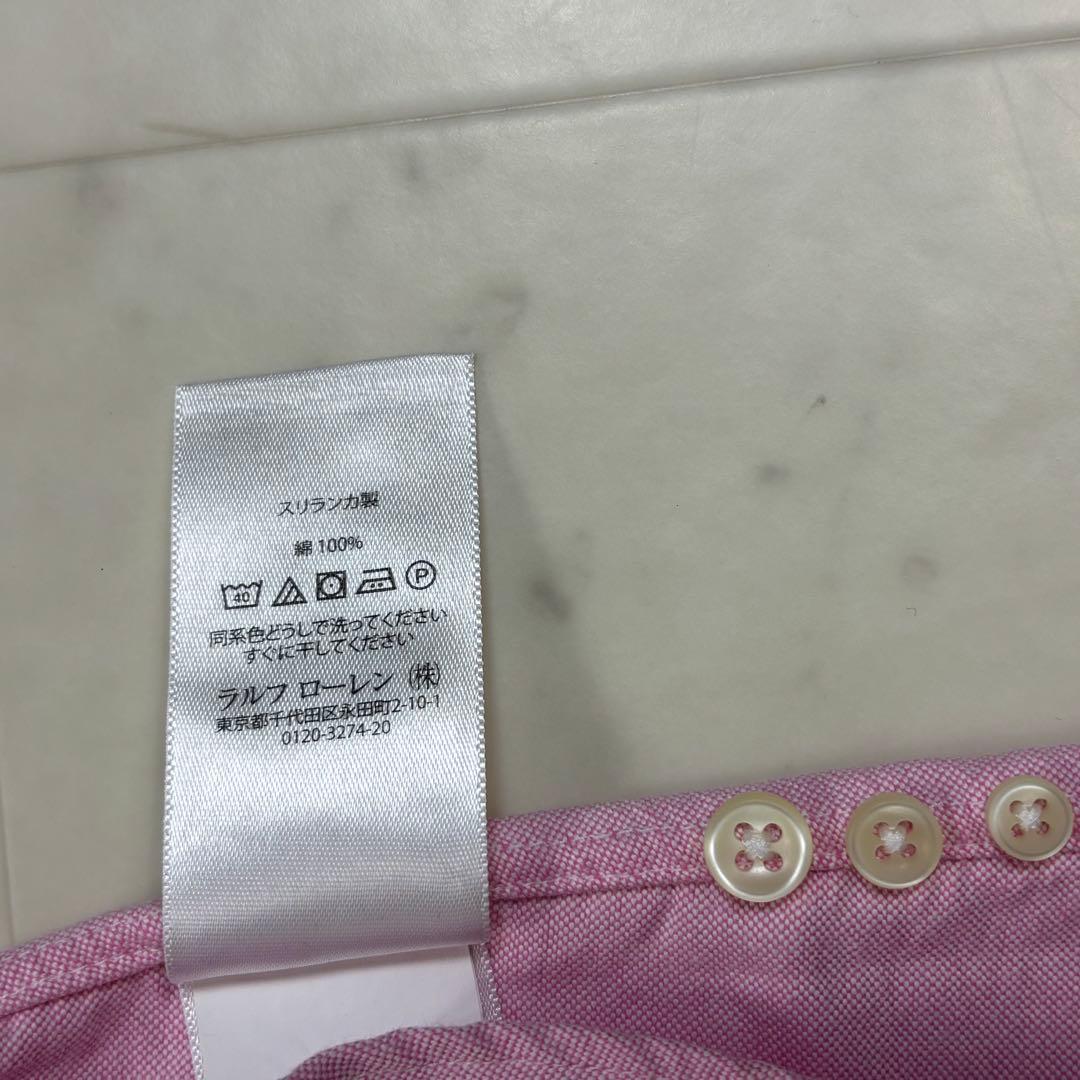 スリランカ製
綿 100%
40 P
同系色どうしで洗ってください
すぐに干してください
ラルフ ローレン (株)
東京都千代田区永田町2-10-1
0120-3274-20